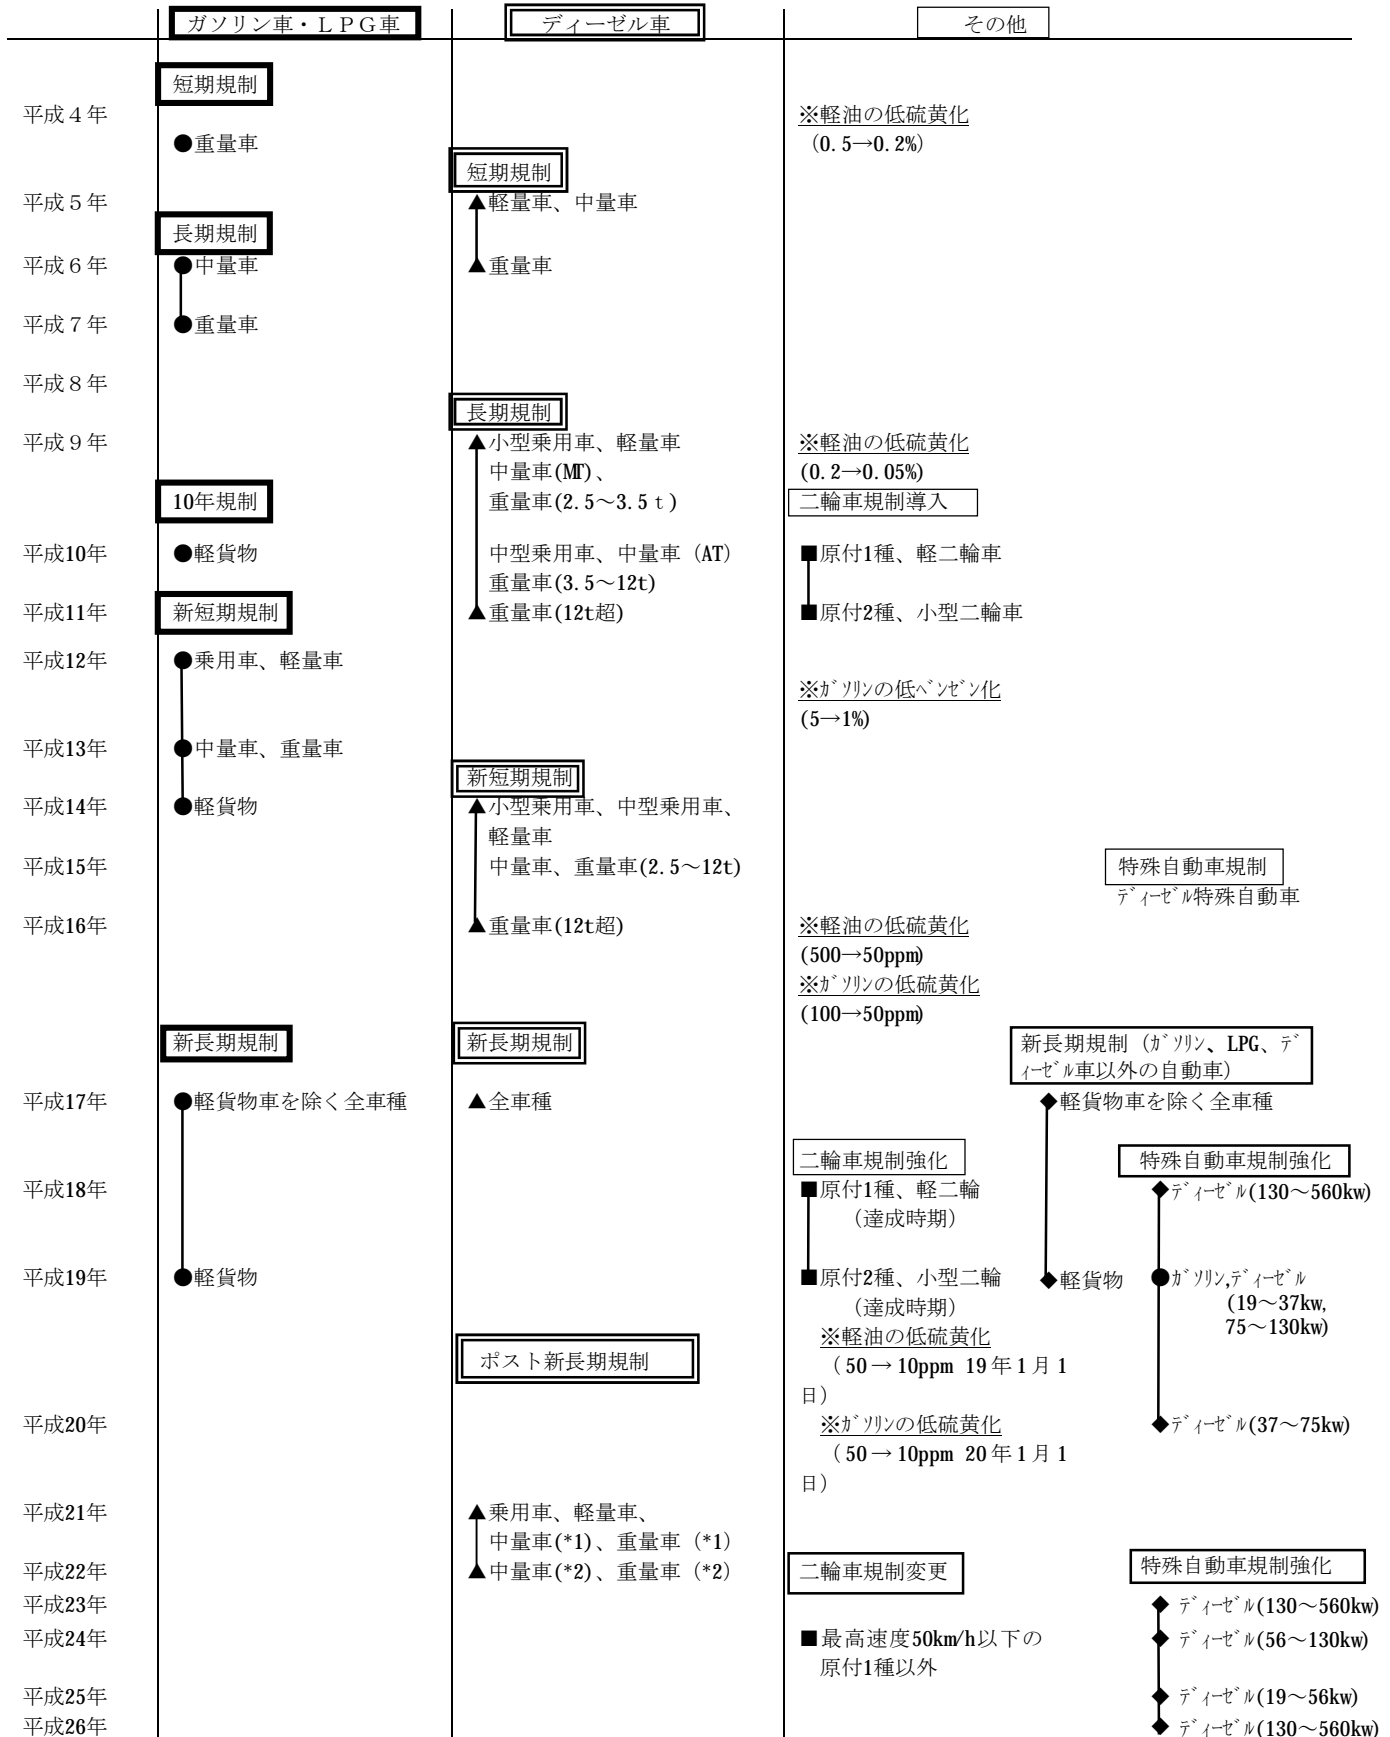 ガソリン車・ＬＰＧ車 ディーゼル車 その他
短期規制
平成４年 ※軽油の低硫黄化
●重量車 (0.5→0.2%)
短期規制
平成５年 ▲軽量車、中量車
長期規制
平成６年 ●中量車 ▲重量車
平成７年 ●重量車
平成８年
長期規制
平成９年 ▲小型乗用車、軽量車 ※軽油の低硫黄化
中量車(MT)、 (0.2→0.05%)
10年規制 重量車(2.5～3.5ｔ) 二輪車規制導入
平成10年 ●軽貨物 中型乗用車、中量車（AT） ■原付1種、軽二輪車
重量車(3.5～12t)
平成11年 新短期規制 ▲重量車(12t超) ■原付2種、小型二輪車
平成12年 ●乗用車、軽量車
※ｶﾞｿﾘﾝの低ﾍﾞﾝｾﾞﾝ化
(5→1%)
平成13年 ●中量車、重量車
新短期規制
平成14年 ●軽貨物 ▲小型乗用車、中型乗用車、
軽量車
平成15年 中量車、重量車(2.5～12t) 特殊自動車規制
ﾃﾞｨｰｾﾞﾙ特殊自動車
平成16年 ▲重量車(12t超) ※軽油の低硫黄化
(500→50ppm)
※ｶﾞｿﾘﾝの低硫黄化
(100→50ppm)
新長期規制 新長期規制 新長期規制（ｶﾞｿﾘﾝ、LPG、ﾃﾞ
ｨｰｾﾞﾙ車以外の自動車）
平成17年 ●軽貨物車を除く全車種 ▲全車種 ◆軽貨物車を除く全車種
二輪車規制強化 特殊自動車規制強化
平成18年 ■原付1種、軽二輪 ◆ﾃﾞｨｰｾﾞﾙ(130～560kw)
（達成時期）
平成19年 ●軽貨物 ■原付2種、小型二輪 ◆軽貨物 ●ｶﾞｿﾘﾝ,ﾃﾞｨｰｾﾞﾙ
（達成時期） (19～37kw,
※軽油の低硫黄化 75～130kw)
ポスト新長期規制 （50→10ppm 19年1月1
日）
平成20年 ※ｶﾞｿﾘﾝの低硫黄化 ◆ﾃﾞｨｰｾﾞﾙ(37～75kw)
（50→10ppm 20年1月1
日）
平成21年 ▲乗用車、軽量車、
中量車(*1)、重量車（*1）
平成22年 ▲中量車(*2)、重量車（*2） 二輪車規制変更 特殊自動車規制強化
平成23年 ◆ ﾃﾞｨｰｾﾞﾙ(130～560kw)
平成24年 ■最高速度50km/h以下の ◆ ﾃﾞｨｰｾﾞﾙ(56～130kw)
原付1種以外
平成25年 ◆ ﾃﾞｨｰｾﾞﾙ(19～56kw)
平成26年 ◆ ﾃﾞｨｰｾﾞﾙ(130～560kw)